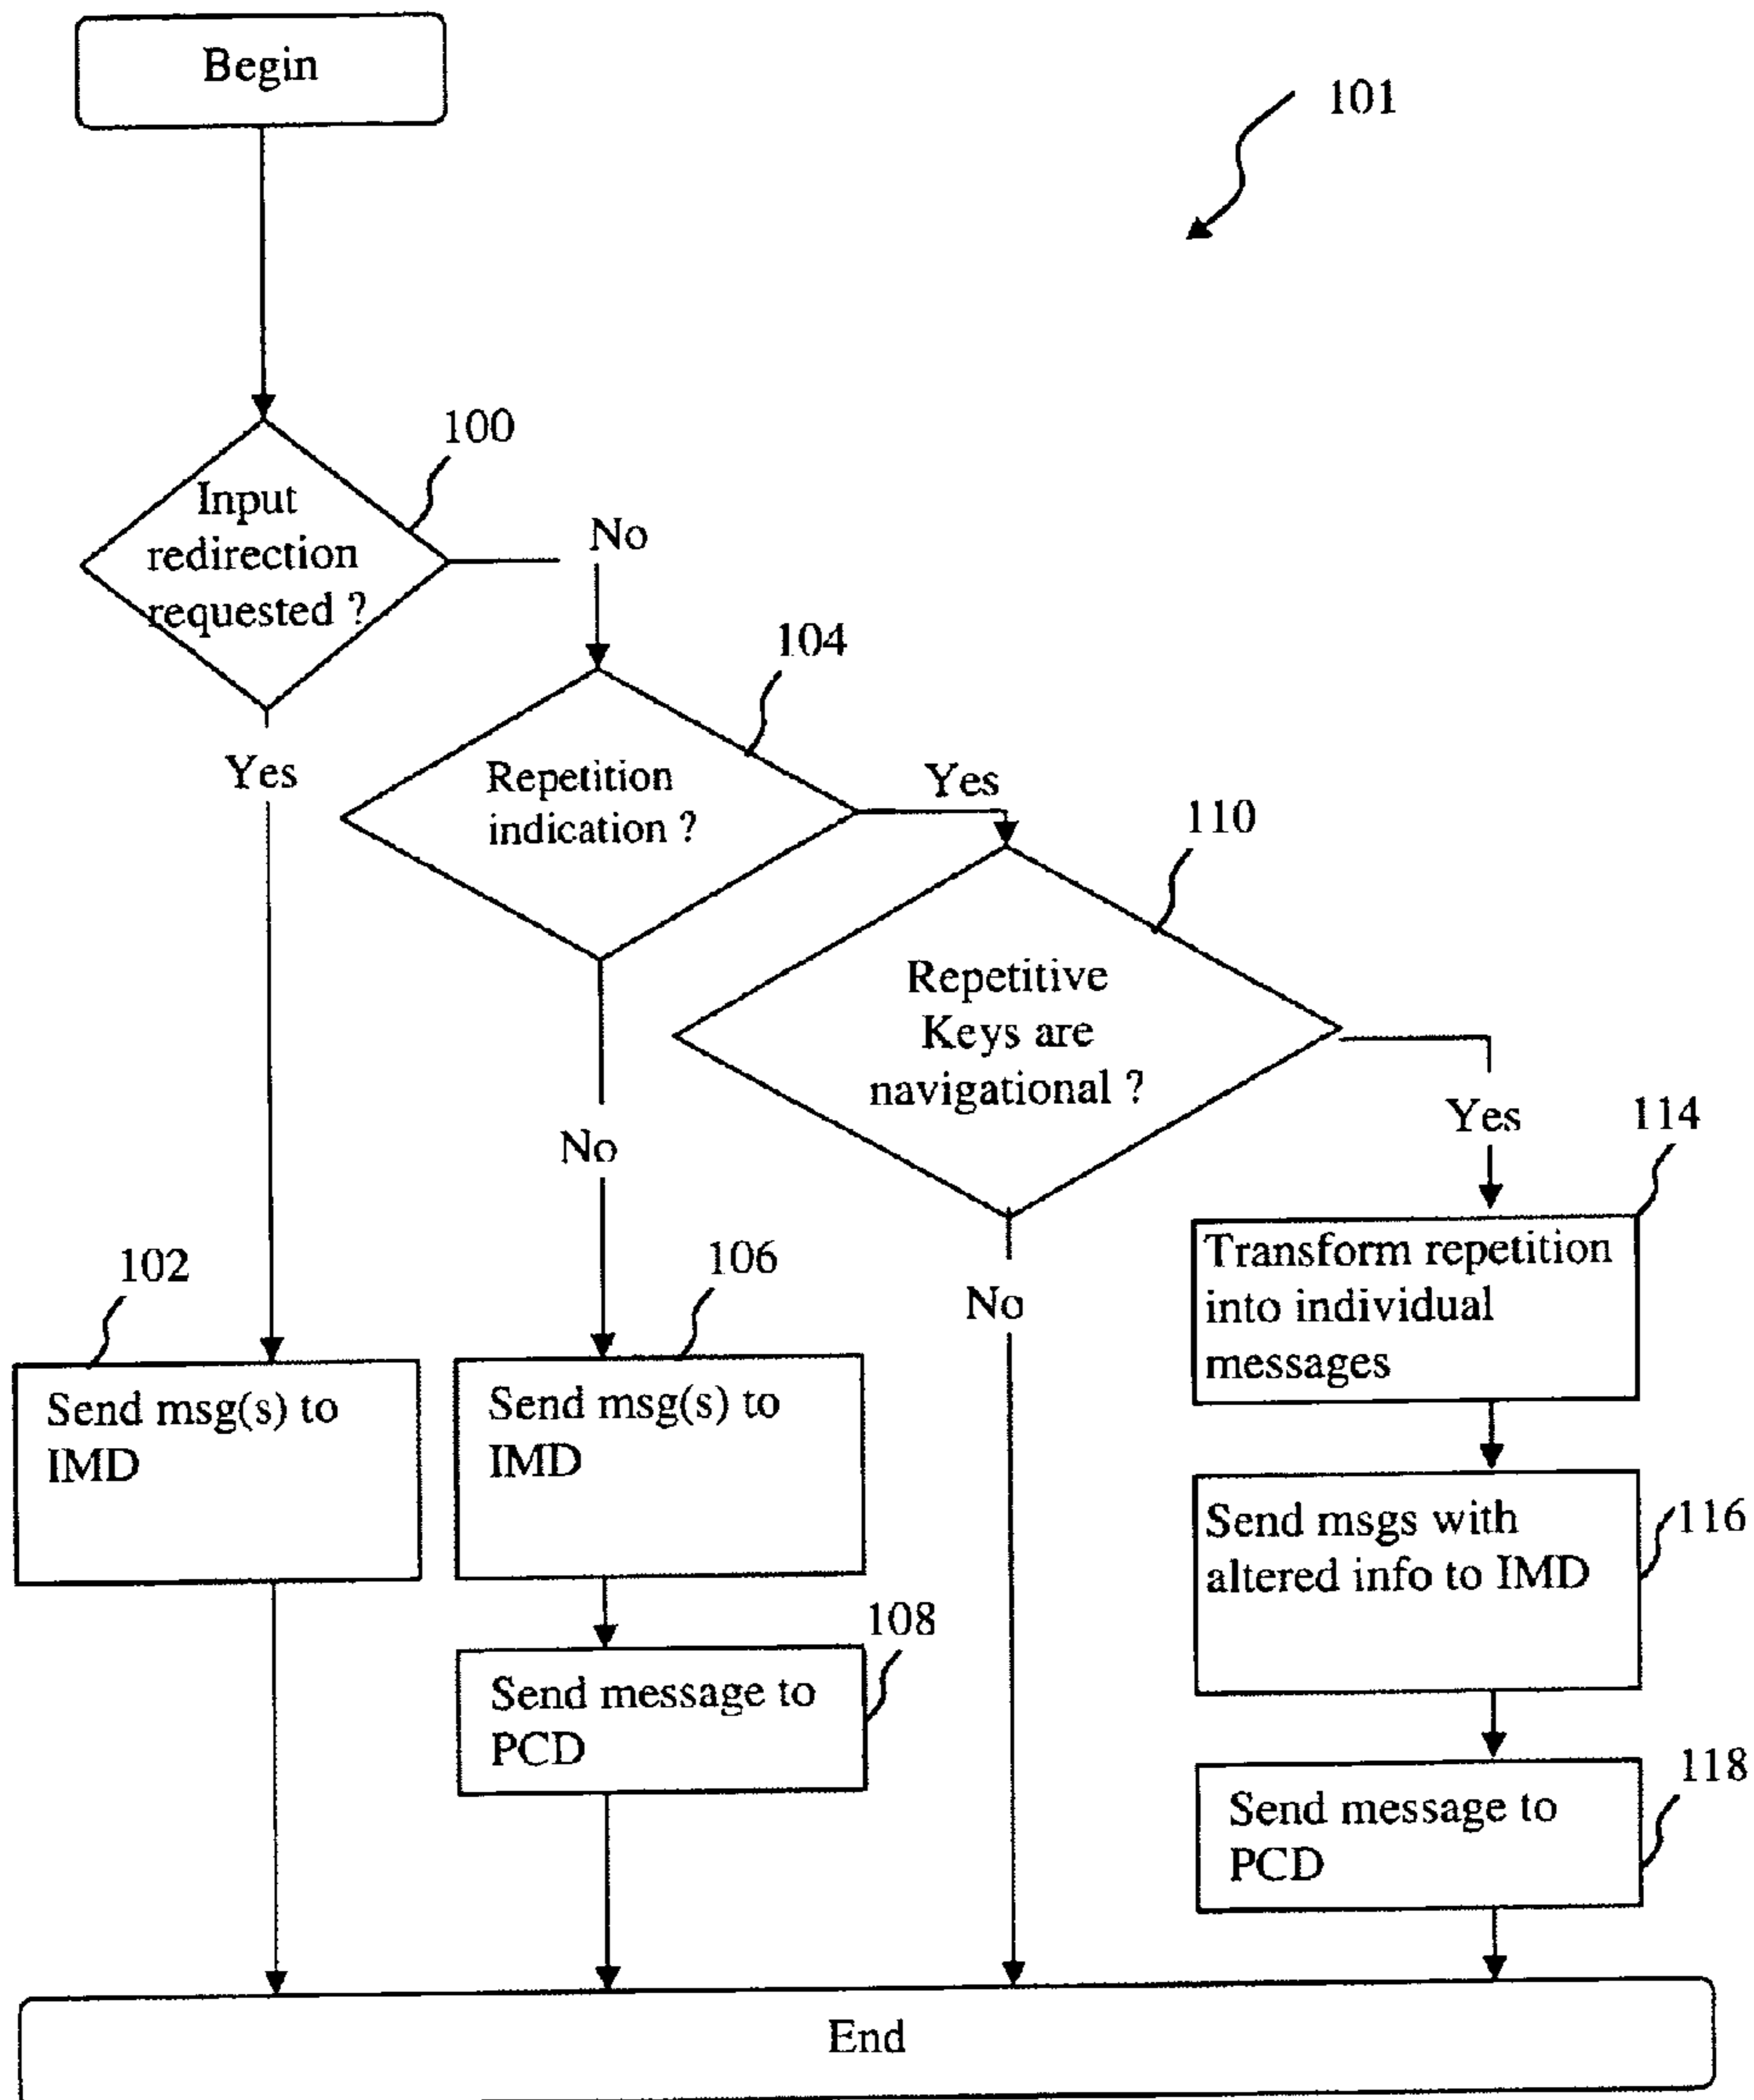 Begin
101
100
Input
redirection
requested ?
No
104
Yes
Repetition
indication ?
Yes
110
Repetitive
Keys are
navigational ?
No
Yes
114
Transform repetition
into individual
messages
102
106
No
Send msg(s) to
IMD
Send msg(s) to
IMD
Send msgs with
altered info to IMD
116
108
Send message to
PCD
118
Send message to
PCD
End